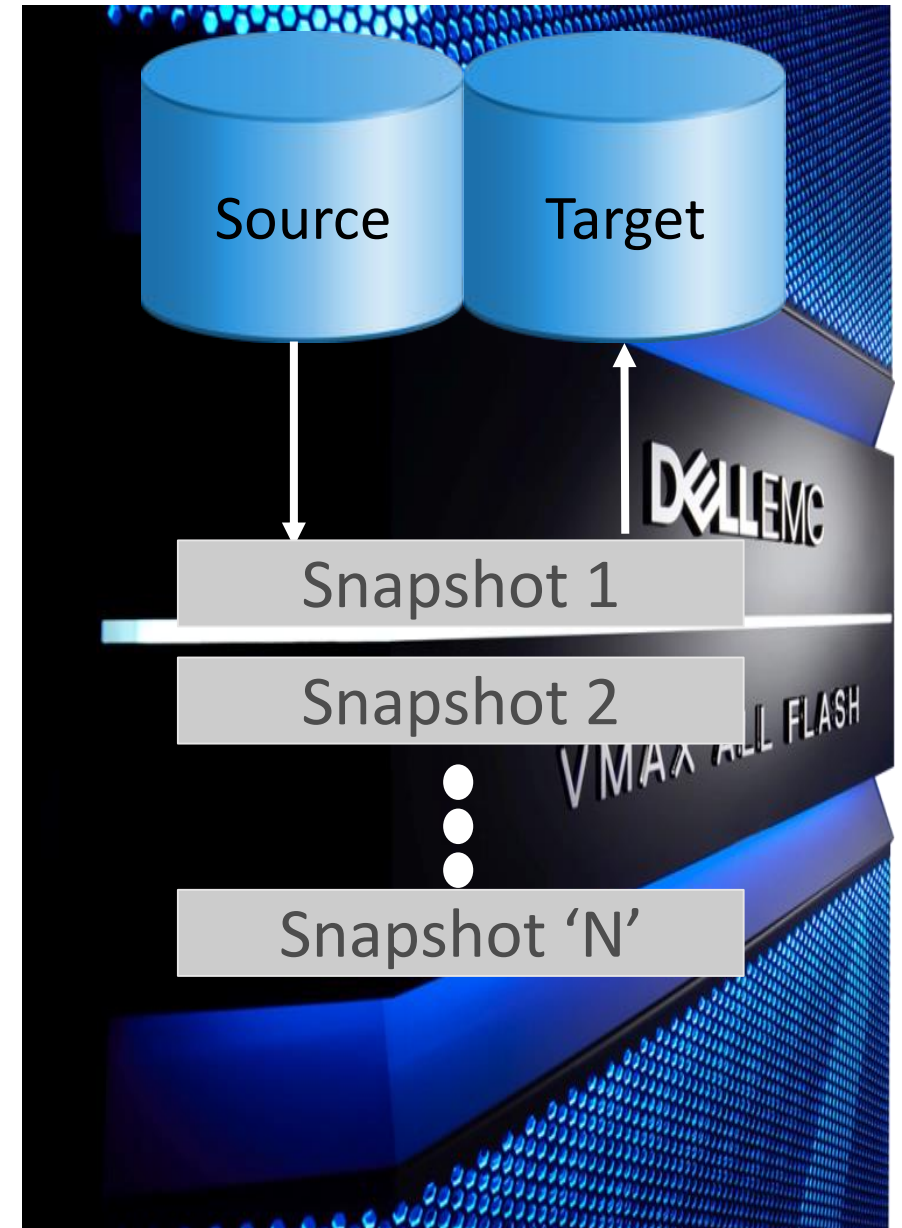 Source
Target
DELLEMC
Snapshot 1
Snapshot 2
VMAX ALL FLASH
Snapshot ‘N’